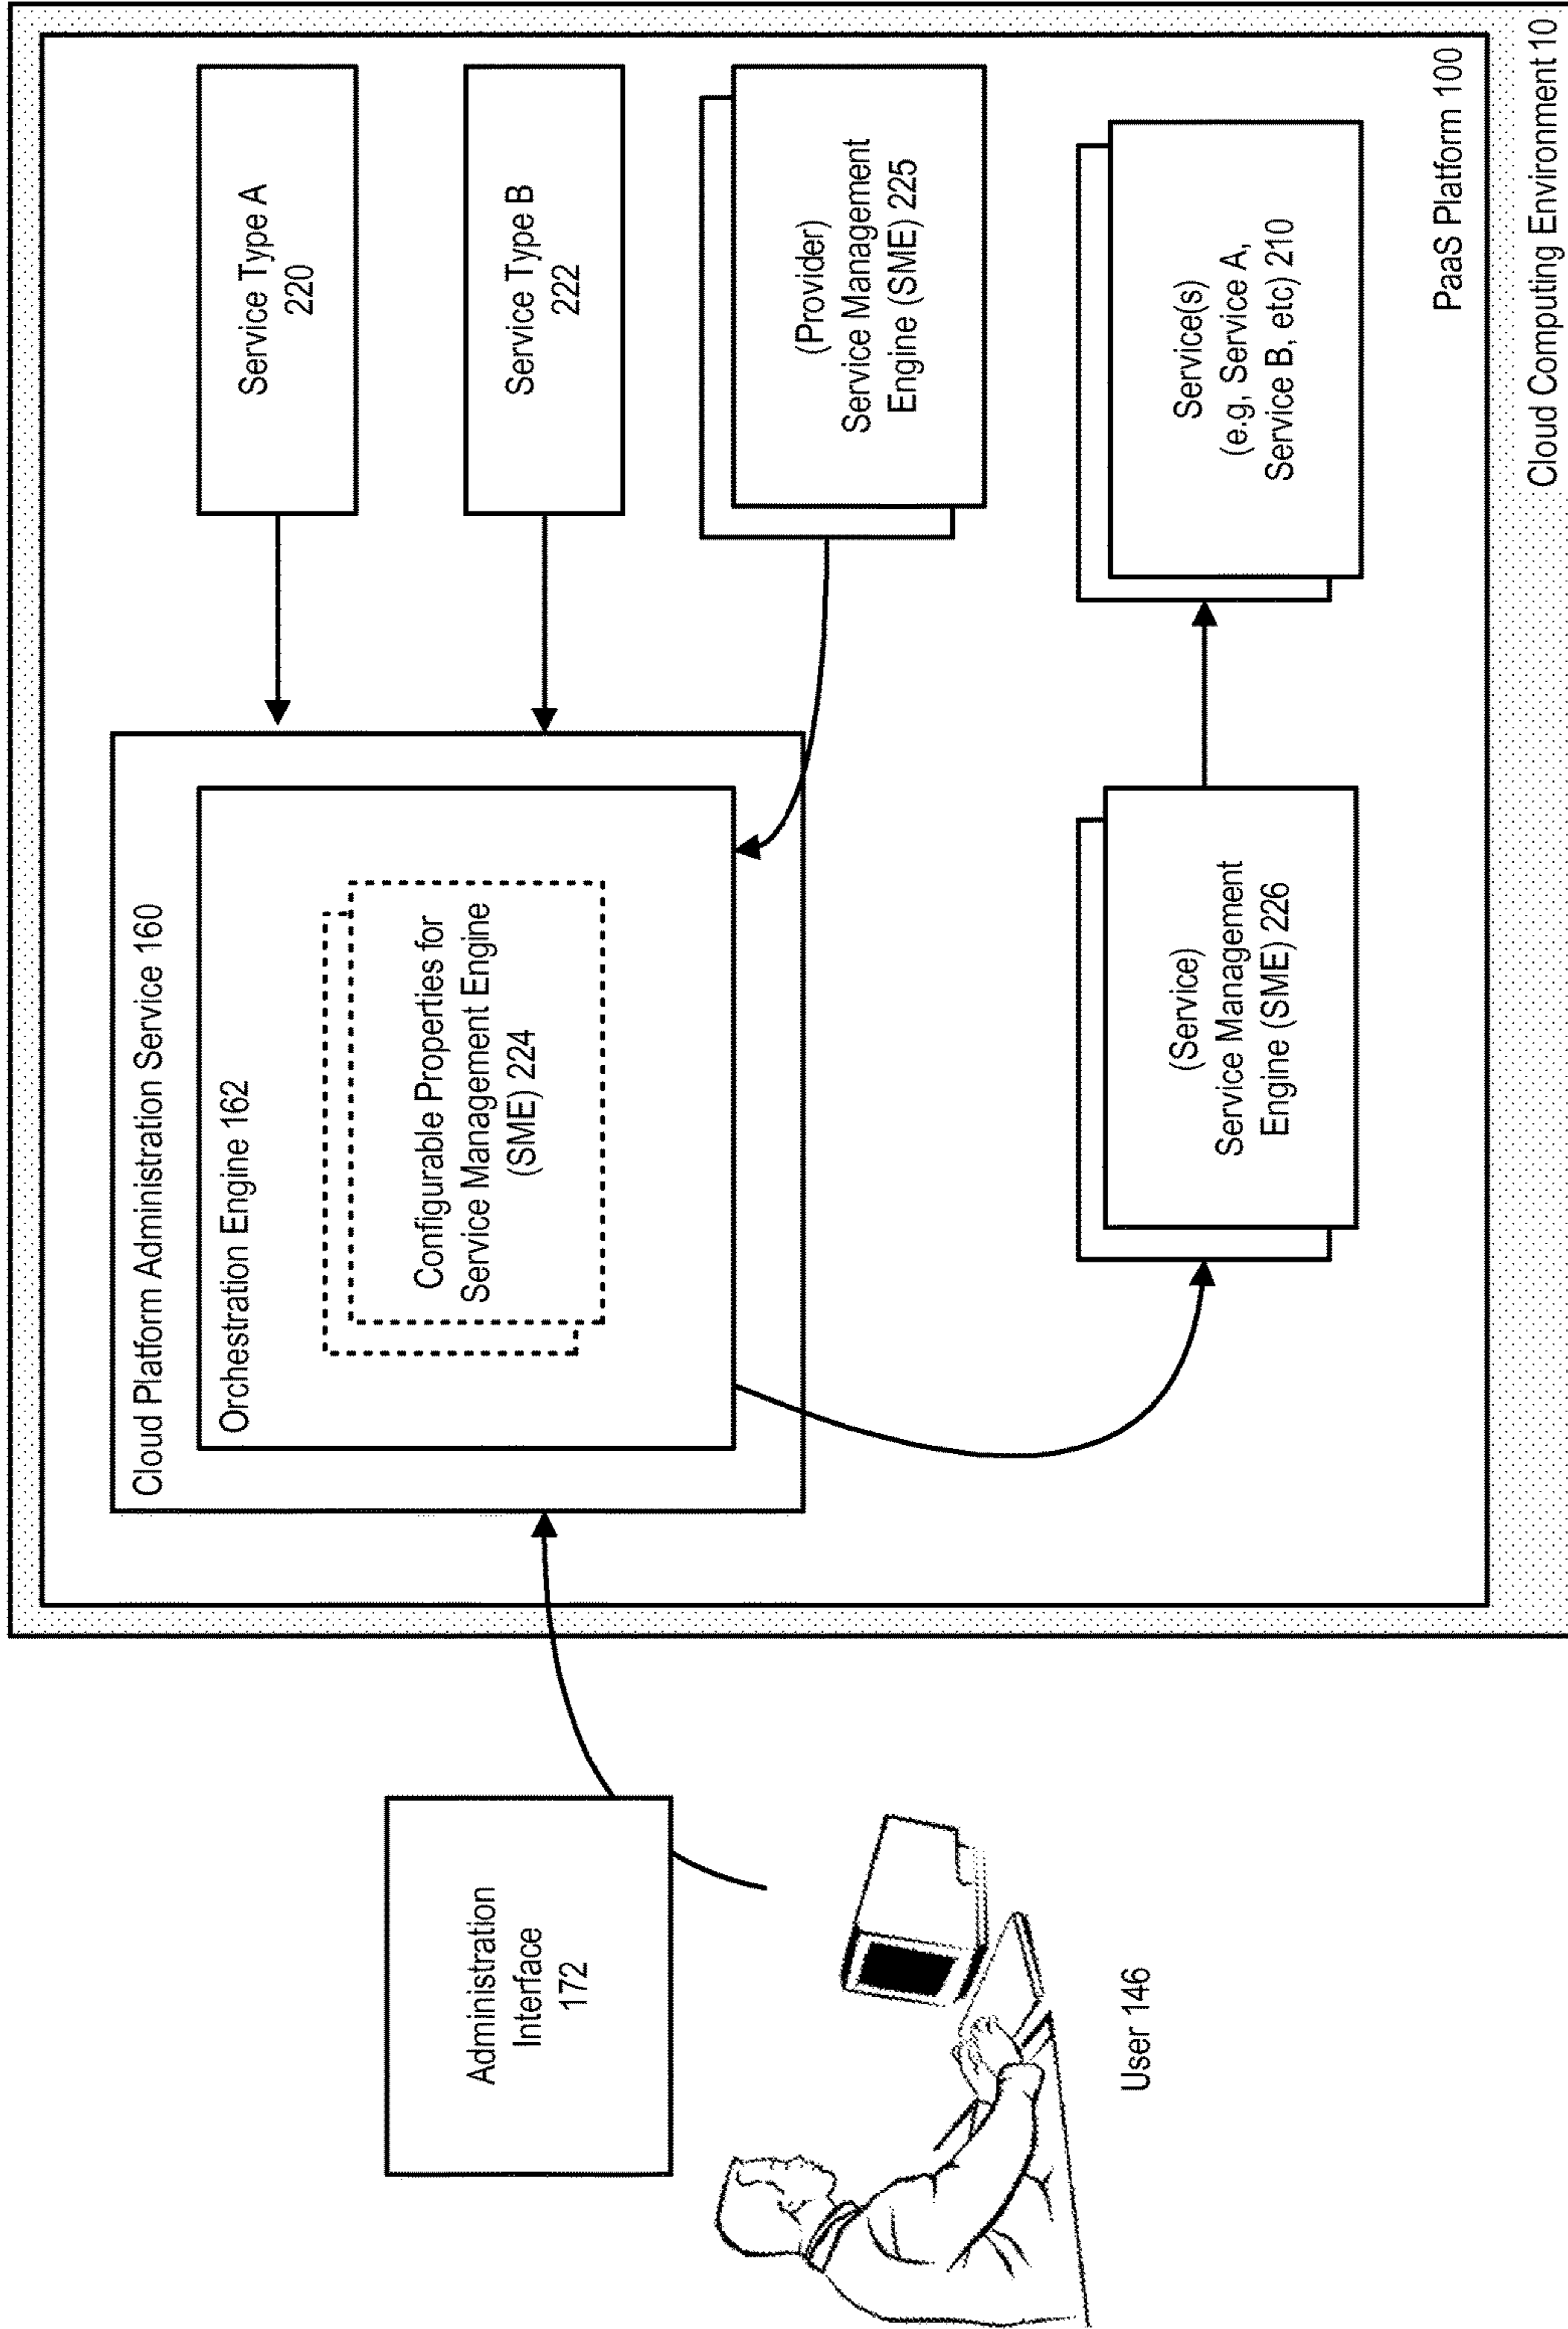 Cloud Platform Administration Service 160
Orchestration Engine 162
Configurable Properties for
Service Management Engine
(SME) 224
Service Type A
220
Service Type B
222
(Provider)
Service Management
Engine (SME) 225
Administration
Interface
172
User 146
(Service)
Service Management
Engine (SME) 226
Service(s)
(e.g, Service A,
Service B, etc) 210
PaaS Platform 100
Cloud Computing Environment 10